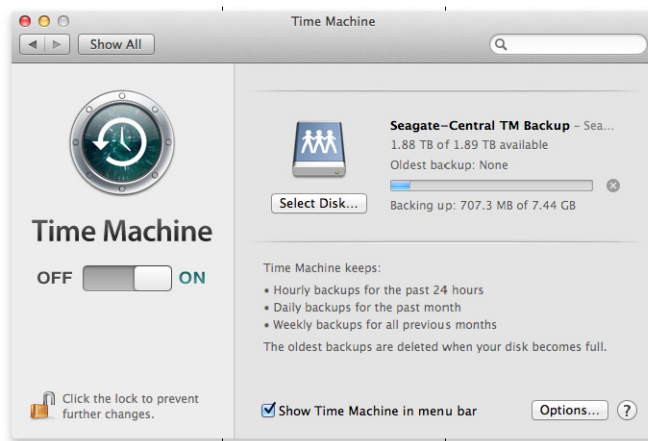 Time Machine
Show All
Seagate-Central TM Backup – Sea...
1.88 TB of 1.89 TB available
Oldest backup: None
Select Disk...
Backing up: 707.3 MB of 7.44 GB
Time Machine
OFF ON
Time Machine keeps:
• Hourly backups for the past 24 hours
• Daily backups for the past month
• Weekly backups for all previous months
The oldest backups are deleted when your disk becomes full.
Click the lock to prevent
further changes.
Show Time Machine in menu bar
Options... ?